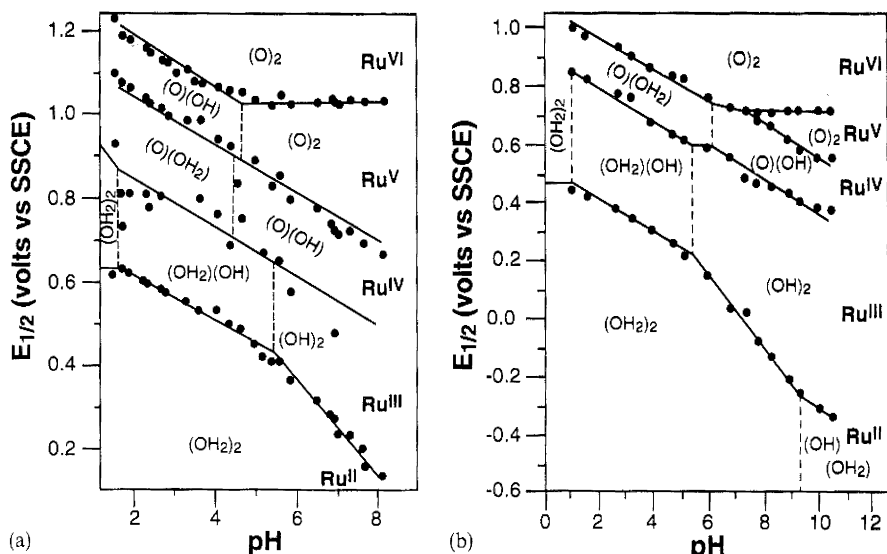 1.2
1.0
0.8
0.6
0.4
0.2
E1/2 (volts vs SSCE)
(O)2
RuVI
(O)(OH)
(O)2
(O)(OH2)
RuV
(O)(OH)
(OH2)2
RuIV
(OH2)(OH)
(OH)2
RuIII
(OH2)2
RuII
2 4 6 8
pH
(a)
1.0
0.8
0.6
0.4
0.2
0.0
-0.2
-0.4
-0.6
E1/2 (volts vs SSCE)
(O)2
RuVI
(O)(OH2)
(O)2
RuV
(OH2)2
(OH2)(OH)
(O)(OH)
RuIV
(OH)2
RuIII
(OH2)2
RuII
(OH)
(OH2)
0 2 4 6 8 10 12
pH
(b)